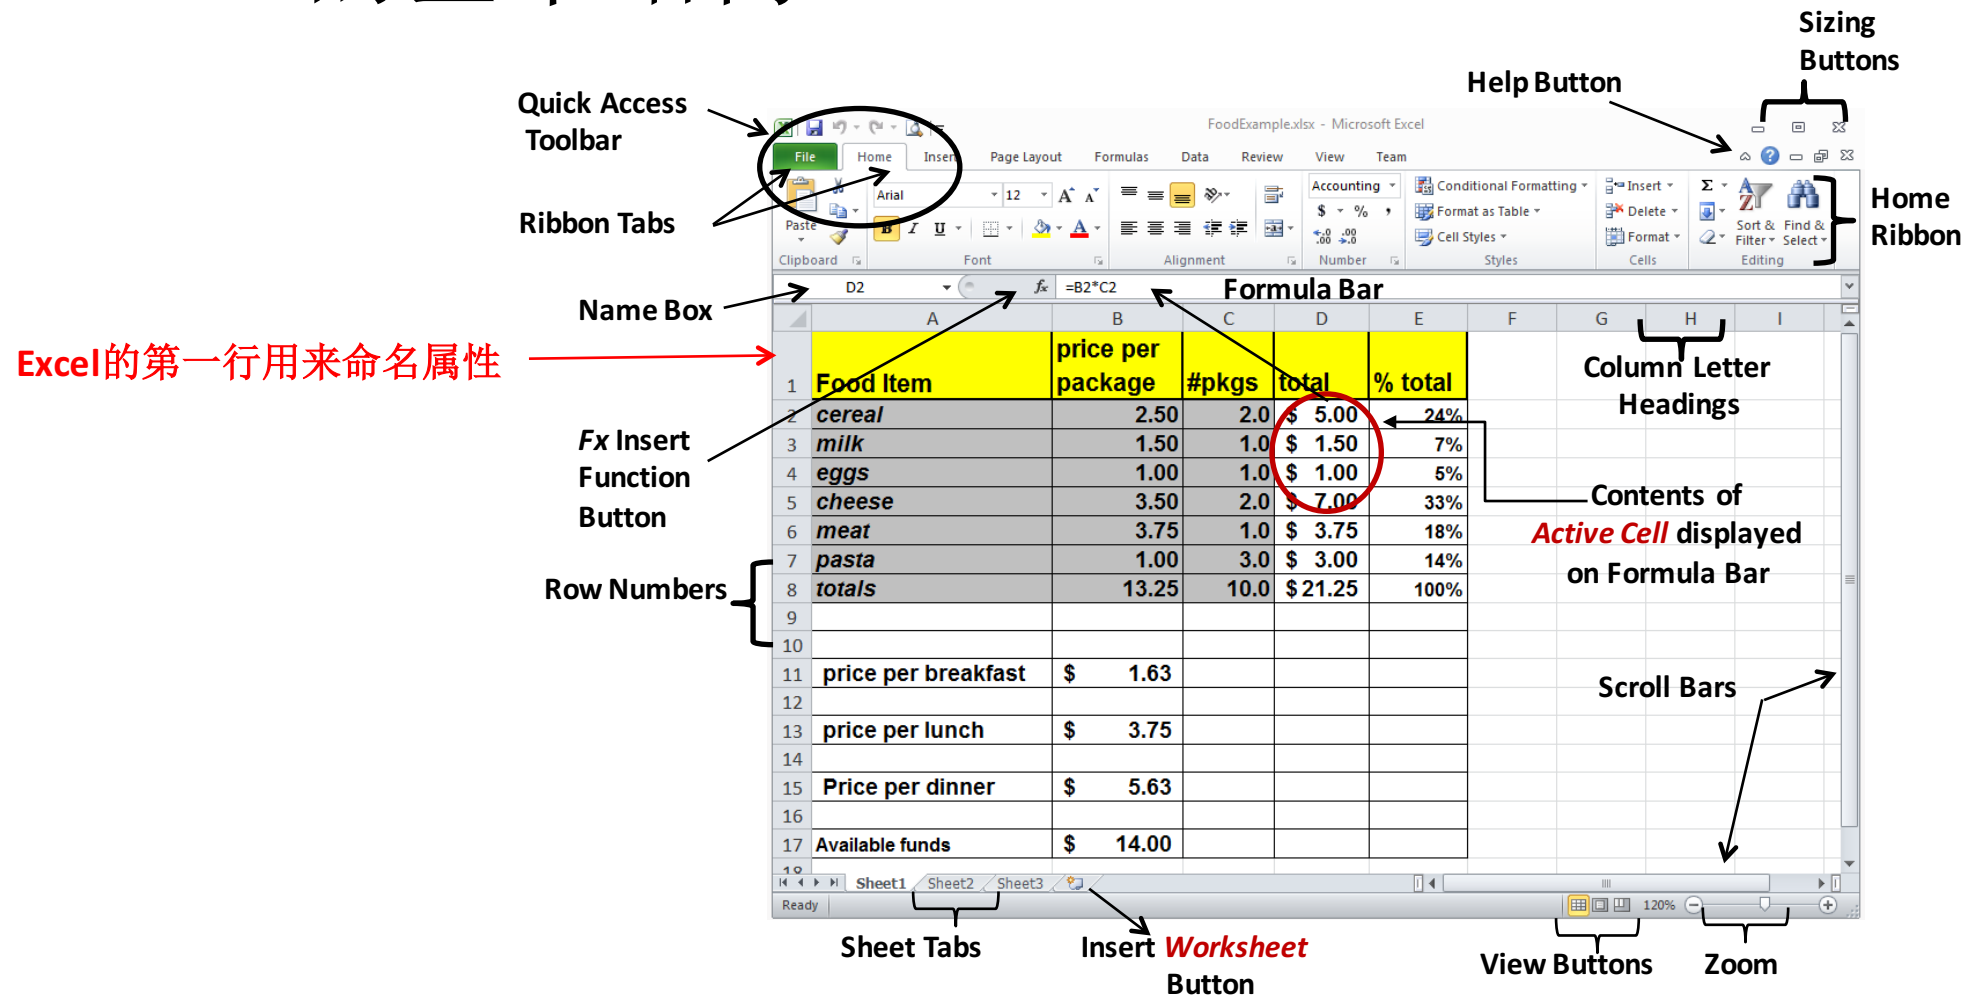 Sizing
Buttons
Help Button
Quick Access
Toolbar
FoodExample.xlsx - Microsoft Excel
File Home Insert Page Layout Formulas Data Review View Team
Arial 12
Accounting
Conditional Formatting
Insert
Σ
Ribbon Tabs
Paste
B I U
A
$ % ,
Format as Table
Delete
Sort & Find &
Filter Select
Cell Styles
Format
Home
Ribbon
Clipboard Font Alignment Number Styles Cells Editing
Name Box
D2 fx =B2*C2
Formula Bar
A B C D E F G H I
Excel的第一行用来命名属性
Column Letter
Headings
1 Food Item price per package #pkgs total % total
2 cereal 2.50 2.0 $ 5.00 24%
3 milk 1.50 1.0 $ 1.50 7%
4 eggs 1.00 1.0 $ 1.00 5%
5 cheese 3.50 2.0 $ 7.00 33%
6 meat 3.75 1.0 $ 3.75 18%
7 pasta 1.00 3.0 $ 3.00 14%
8 totals 13.25 10.0 $ 21.25 100%
9
10
11 price per breakfast $ 1.63
12
13 price per lunch $ 3.75
14
15 Price per dinner $ 5.63
16
17 Available funds $ 14.00
18
Fx Insert
Function
Button
Contents of
Active Cell displayed
on Formula Bar
Row Numbers
Scroll Bars
Sheet1 Sheet2 Sheet3
Ready 120%
Sheet Tabs
Insert Worksheet
Button
View Buttons
Zoom